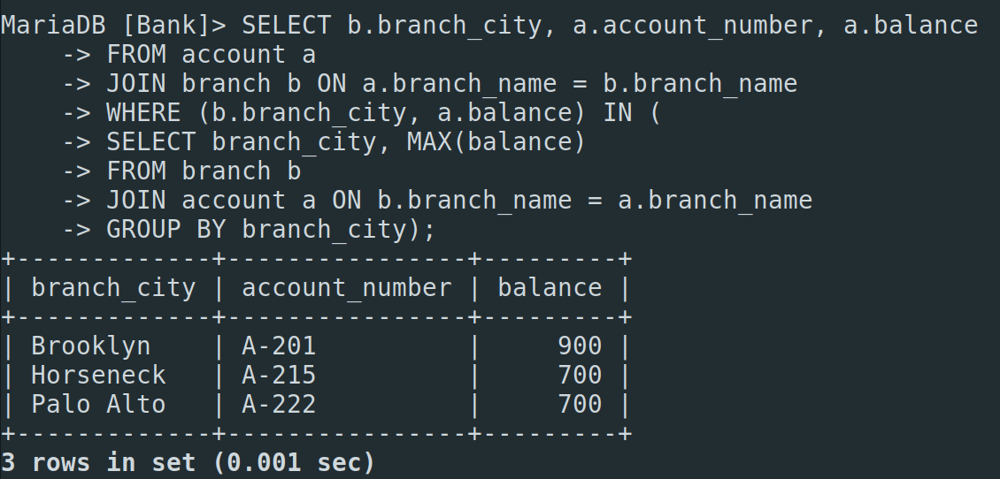 MariaDB [Bank]> SELECT b.branch_city, a.account_number, a.balance
    -> FROM account a
    -> JOIN branch b ON a.branch_name = b.branch_name
    -> WHERE (b.branch_city, a.balance) IN (
    -> SELECT branch_city, MAX(balance)
    -> FROM branch b
    -> JOIN account a ON b.branch_name = a.branch_name
    -> GROUP BY branch_city);
+-------------+----------------+---------+
| branch_city | account_number | balance |
+-------------+----------------+---------+
| Brooklyn    | A-201          |     900 |
| Horseneck   | A-215          |     700 |
| Palo Alto   | A-222          |     700 |
+-------------+----------------+---------+
3 rows in set (0.001 sec)